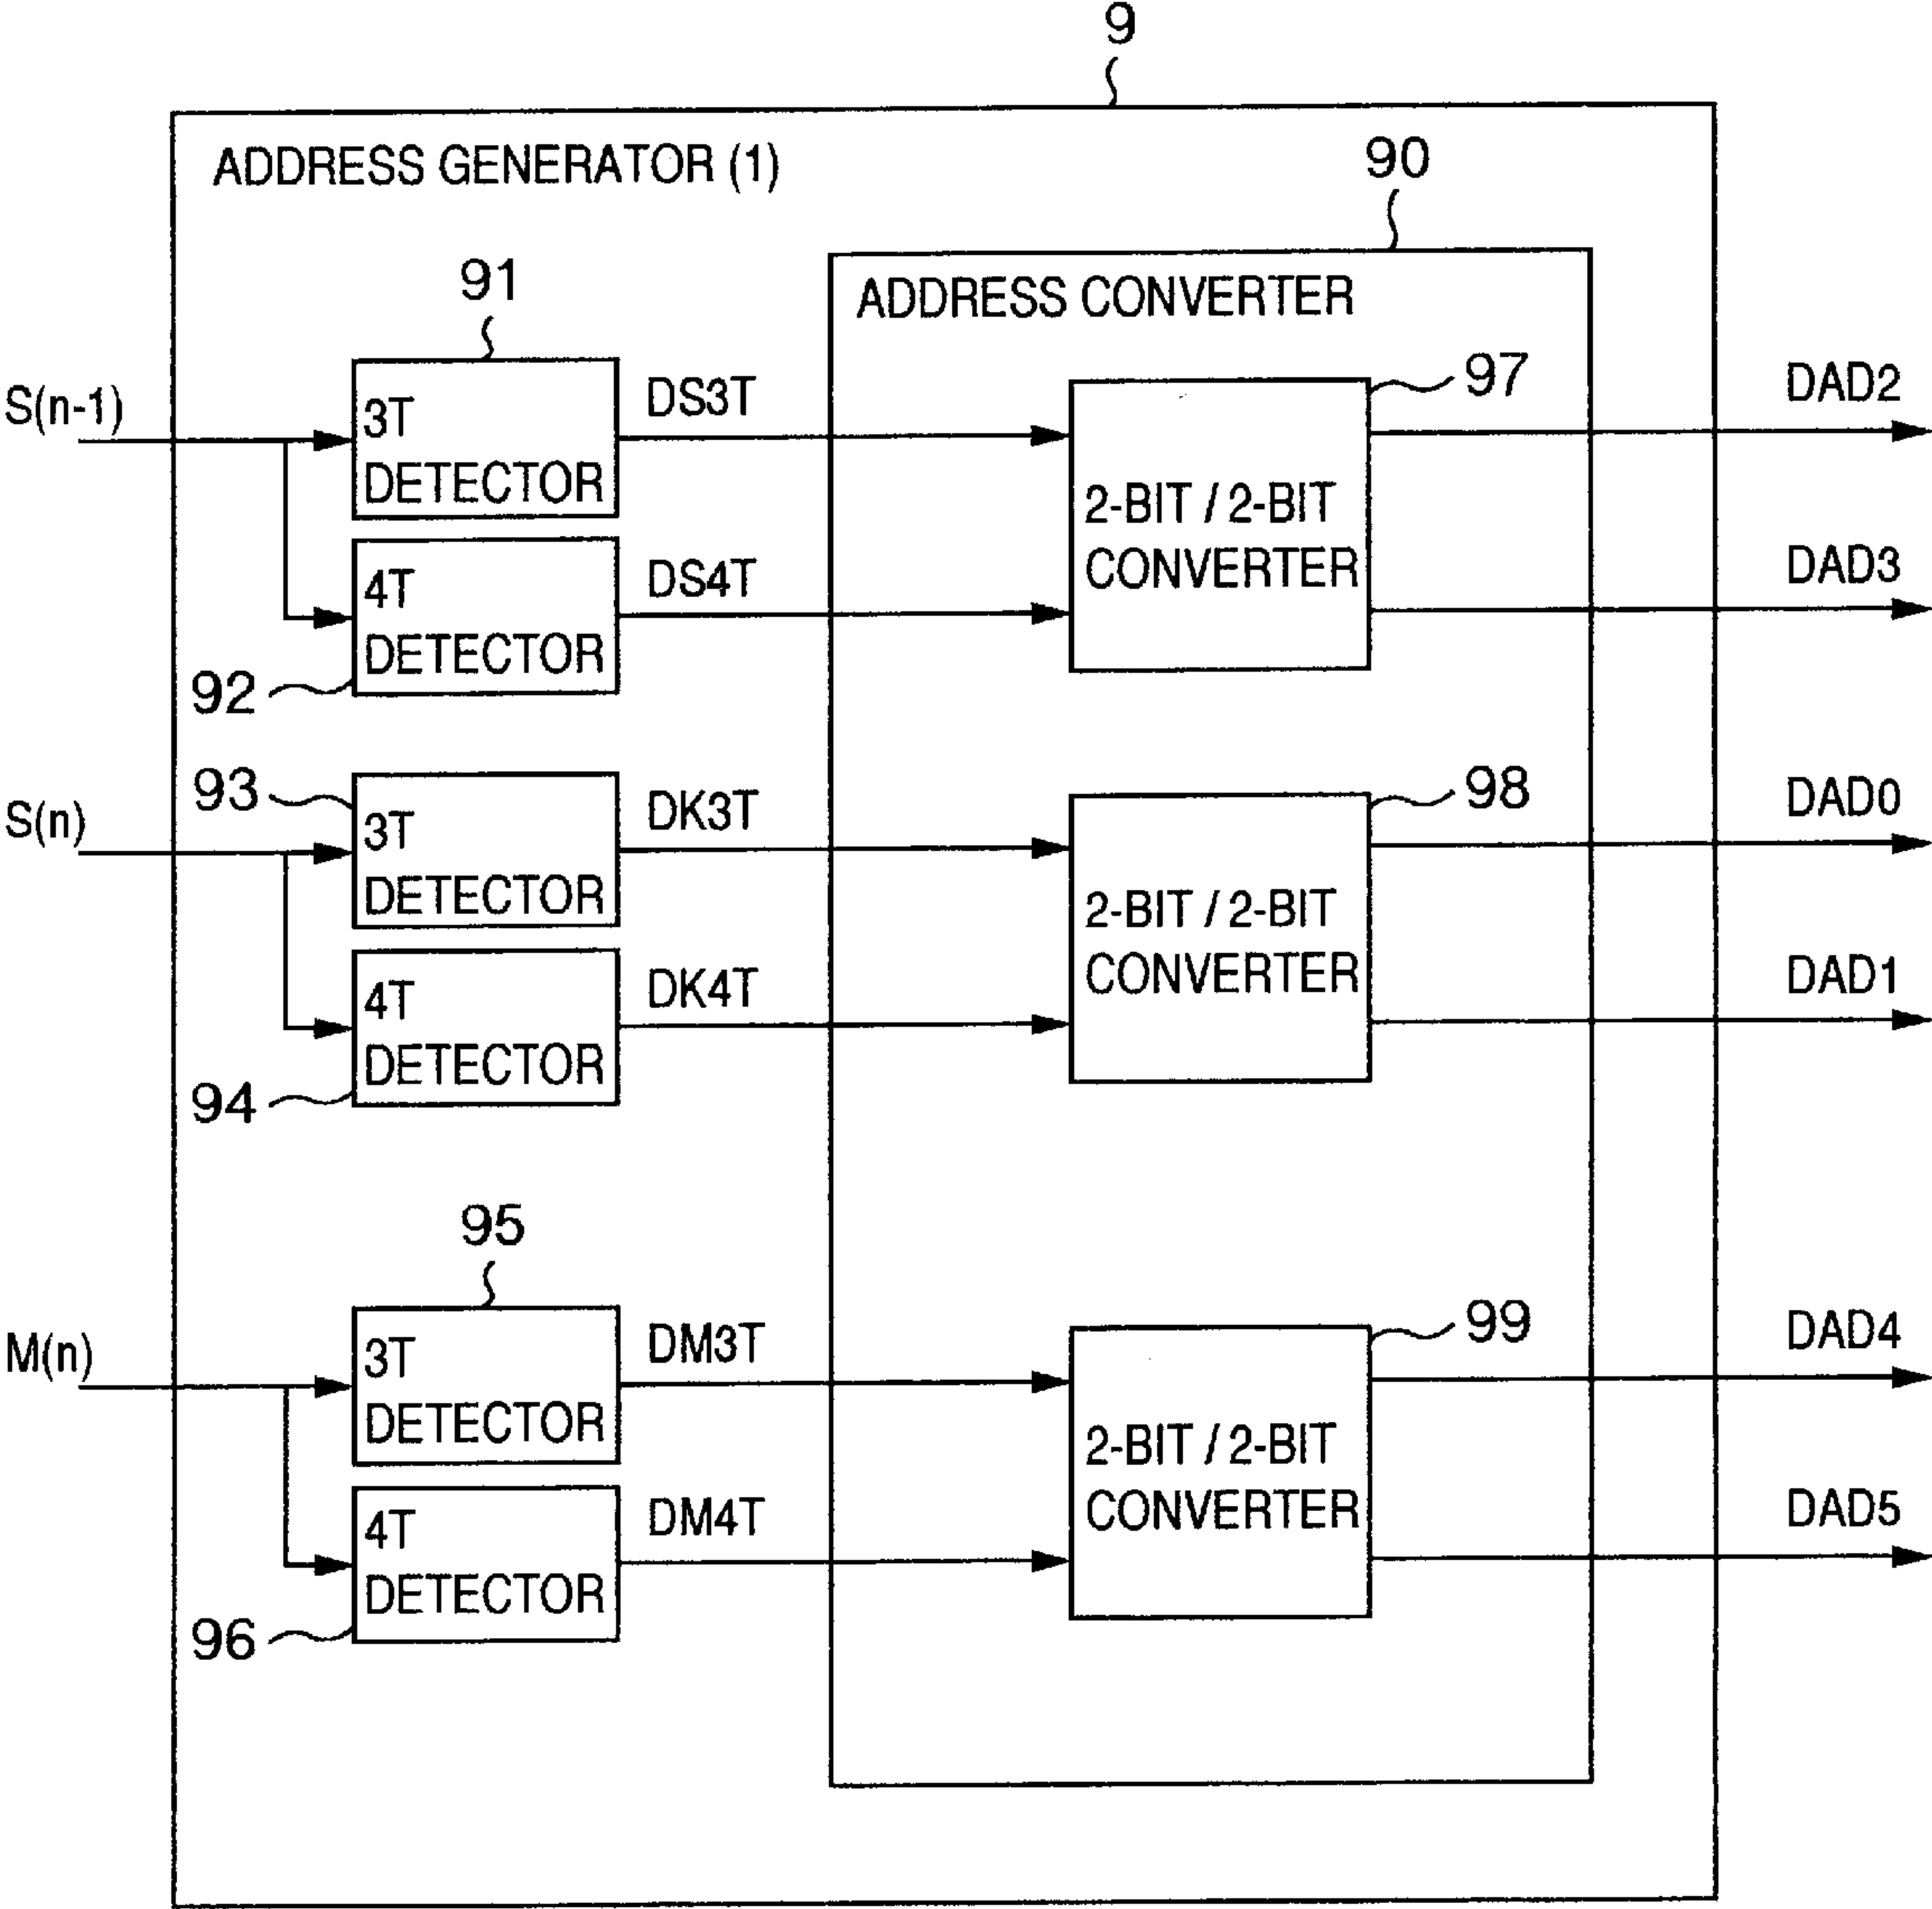 9
ADDRESS GENERATOR (1)
90
ADDRESS CONVERTER
91
S(n-1)
3T
DETECTOR
DS3T
97
DAD2
2-BIT / 2-BIT
CONVERTER
4T
DETECTOR
DS4T
DAD3
92
93
S(n)
3T
DETECTOR
DK3T
98
DAD0
2-BIT / 2-BIT
CONVERTER
4T
DETECTOR
DK4T
DAD1
94
95
M(n)
3T
DETECTOR
DM3T
99
DAD4
2-BIT / 2-BIT
CONVERTER
4T
DETECTOR
DM4T
DAD5
96